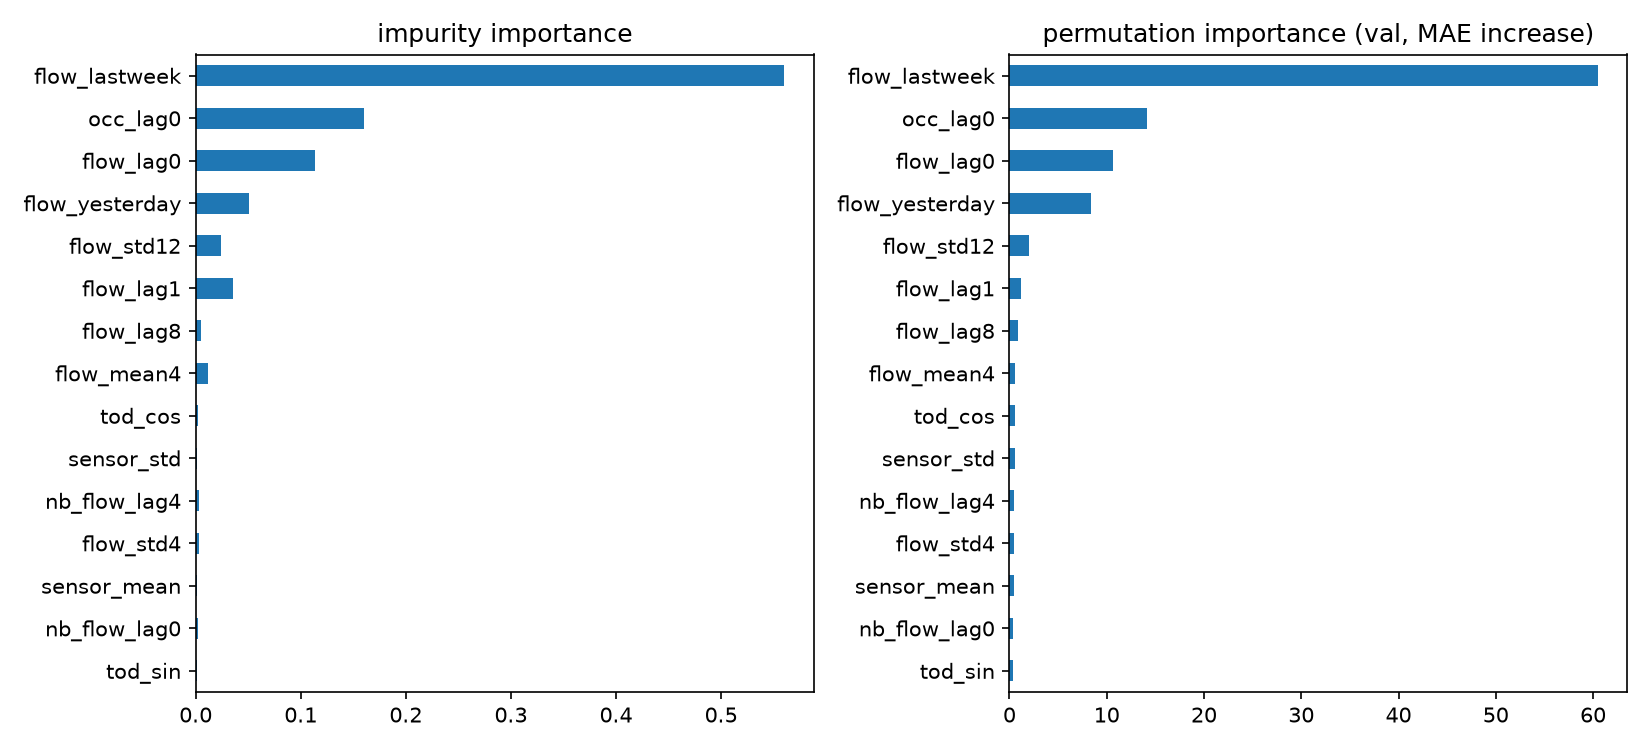 impurity importance
flow_lastweek
occ_lag0
flow_lag0
flow_yesterday
flow_std12
flow_lag1
flow_lag8
flow_mean4
tod_cos
sensor_std
nb_flow_lag4
flow_std4
sensor_mean
nb_flow_lag0
tod_sin
0.0 0.1 0.2 0.3 0.4 0.5
permutation importance (val, MAE increase)
flow_lastweek
occ_lag0
flow_lag0
flow_yesterday
flow_std12
flow_lag1
flow_lag8
flow_mean4
tod_cos
sensor_std
nb_flow_lag4
flow_std4
sensor_mean
nb_flow_lag0
tod_sin
0 10 20 30 40 50 60